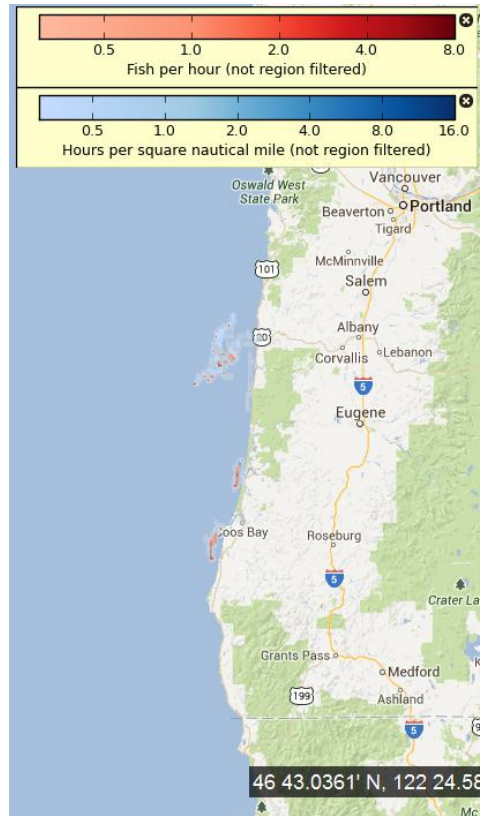 0.5 1.0 2.0 4.0 8.0
Fish per hour (not region filtered)
0.5 1.0 2.0 4.0 8.0 16.0
Hours per square nautical mile (not region filtered)
Vancouver
Oswald West
State Park
Portland
Beaverton
Tigard
McMinnville
101
Salem
Albany
20
Corvallis
Lebanon
5
Eugene
Coos Bay
Roseburg
5
Crater La
Grants Pass
Medford
199
Ashland
5
46 43.0361' N, 122 24.58